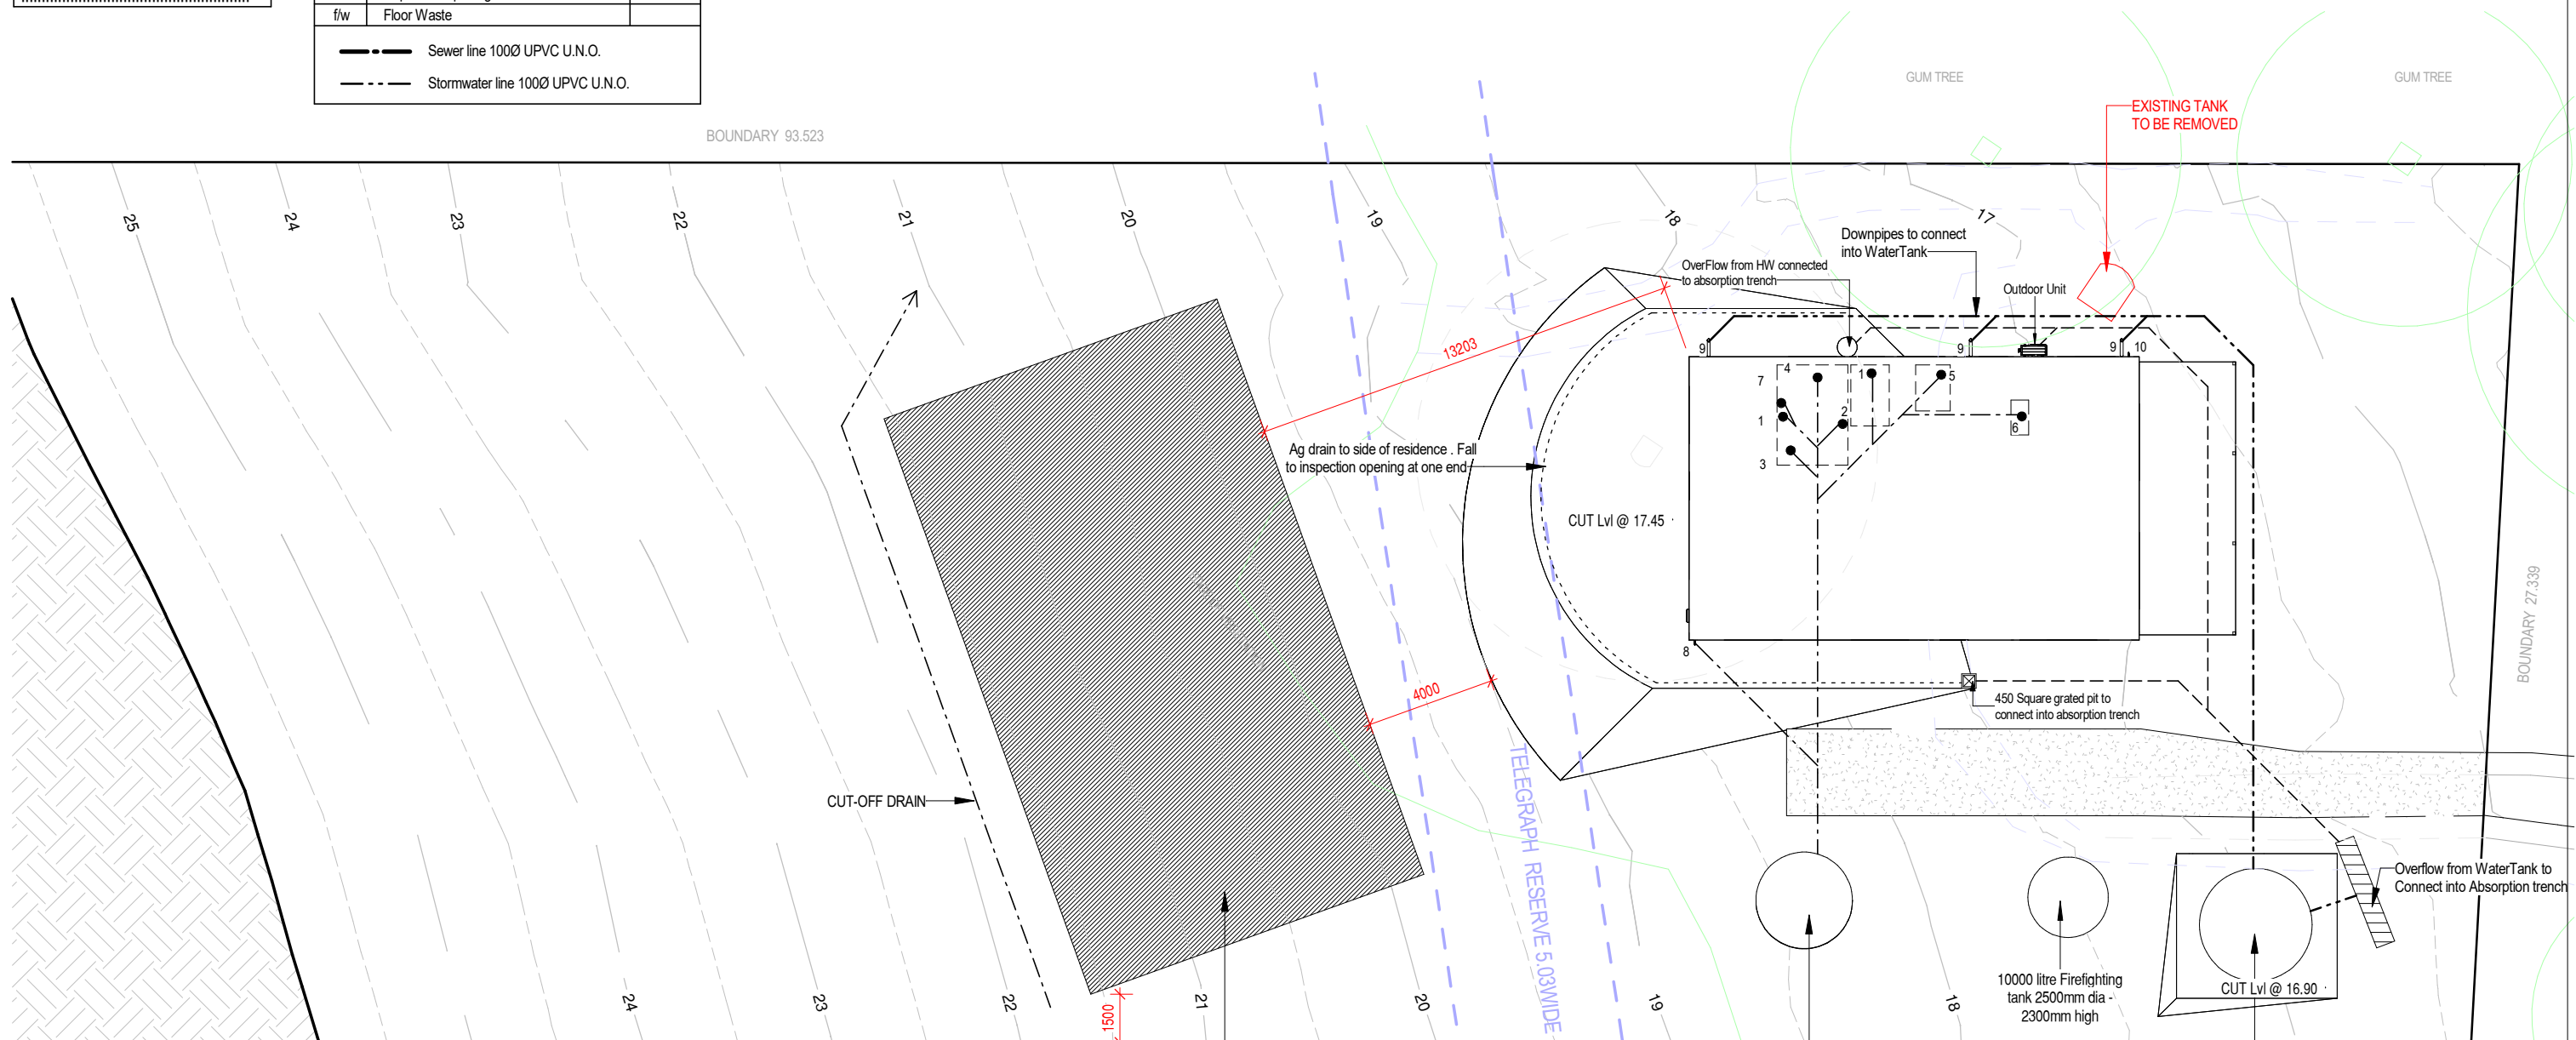 f/w Floor Waste
Sewer line 100Ø UPVC U.N.O.
Stormwater line 100Ø UPVC U.N.O.
BOUNDARY 93.523
GUM TREE
GUM TREE
EXISTING TANK
TO BE REMOVED
25
24
23
22
21
20
19
18
17
Downpipes to connect
into WaterTank
OverFlow from HW connected
to absorption trench
Outdoor Unit
13203
9
9
9
10
4
7
1
5
2
1
6
3
Ag drain to side of residence . Fall
to inspection opening at one end
CUT Lvl @ 17.45
BOUNDARY 27.339
8
4000
450 Square grated pit to
connect into absorption trench
CUT-OFF DRAIN
TELEGRAPH RESERVE 5.03WIDE
Overflow from WaterTank to
Connect into Absorption trench
10000 litre Firefighting
tank 2500mm dia -
2300mm high
CUT Lvl @ 16.90
24
23
22
21
20
19
18
1500